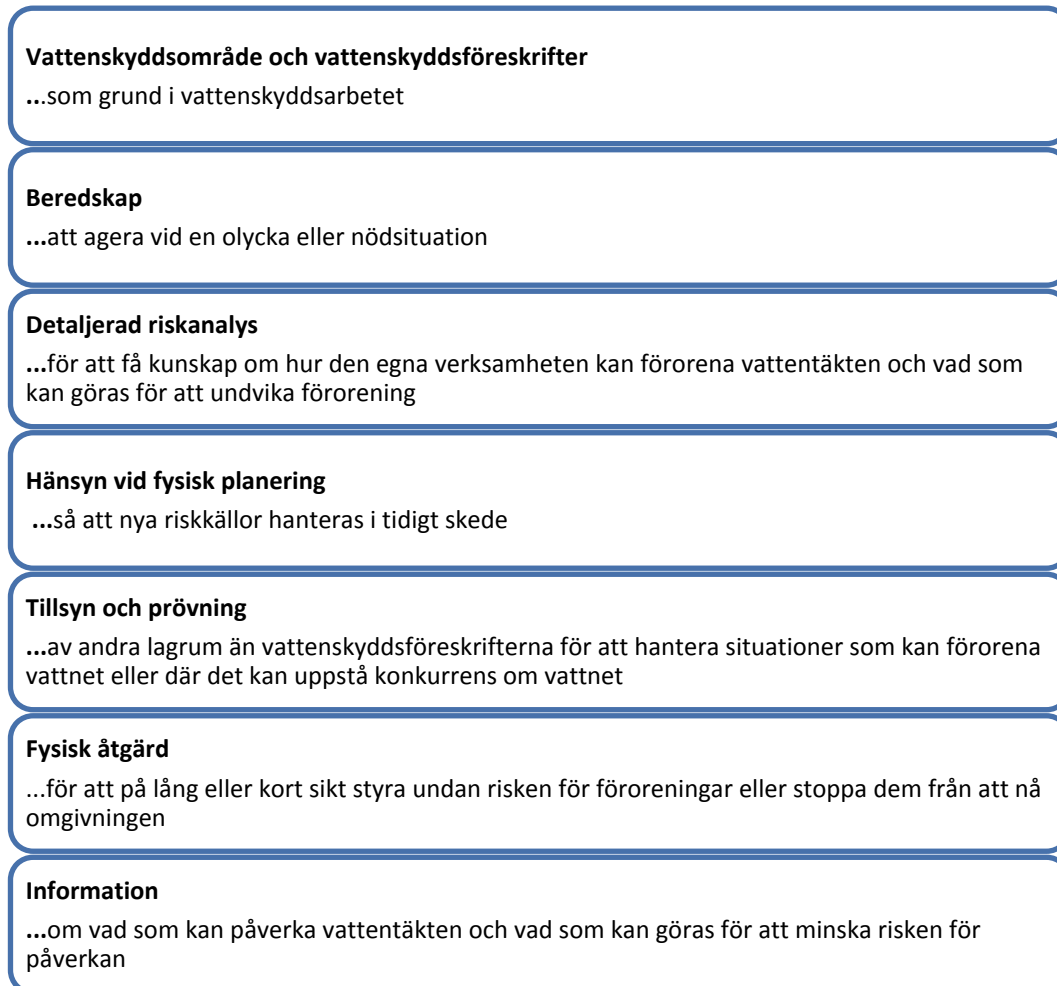 Vattenskyddsområde och vattenskyddsföreskrifter
...som grund i vattenskyddsarbetet
Beredskap
...att agera vid en olycka eller nödsituation
Detaljerad riskanalys
...för att få kunskap om hur den egna verksamheten kan förorena vattentäkten och vad som
kan göras för att undvika förorening
Hänsyn vid fysisk planering
...så att nya riskkällor hanteras i tidigt skede
Tillsyn och prövning
...av andra lagrum än vattenskyddsföreskrifterna för att hantera situationer som kan förorena
vattnet eller där det kan uppstå konkurrens om vattnet
Fysisk åtgärd
...för att på lång eller kort sikt styra undan risken för föroreningar eller stoppa dem från att nå
omgivningen
Information
...om vad som kan påverka vattentäkten och vad som kan göras för att minska risken för
påverkan